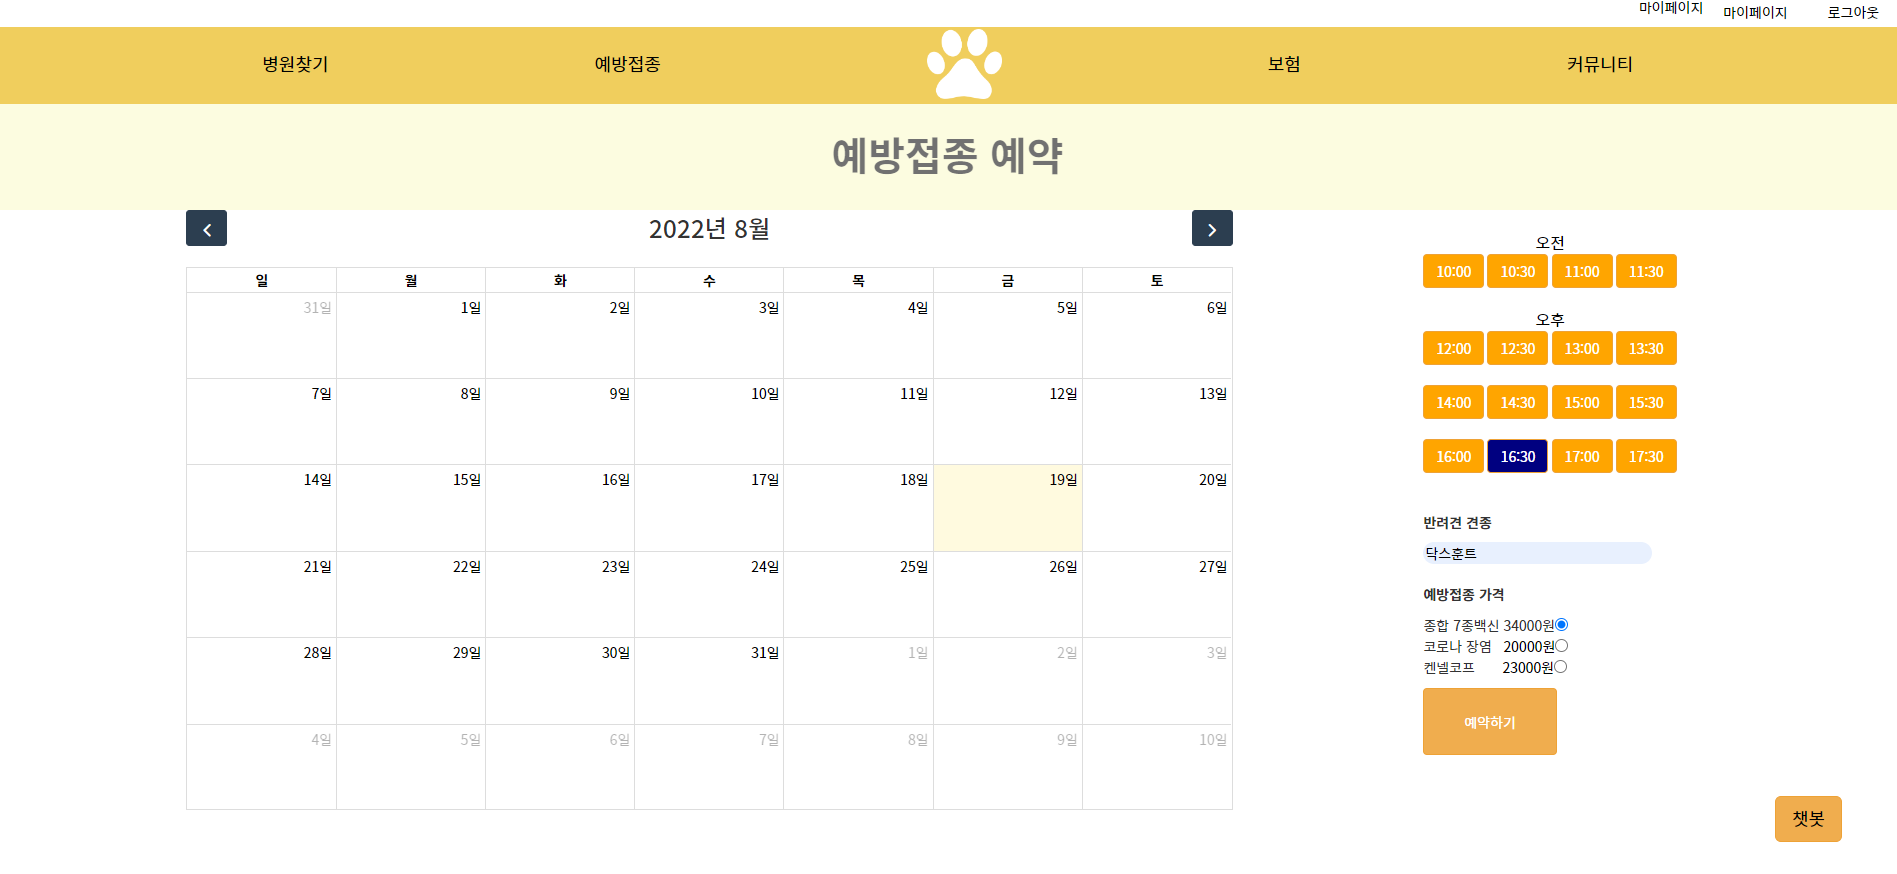 마이페이지 마이페이지 로그아웃
병원찾기 예방접종 보험 커뮤니티
예방접종 예약
2022년 8월
일 월 화 수 목 금 토
31일 1일 2일 3일 4일 5일 6일
7일 8일 9일 10일 11일 12일 13일
14일 15일 16일 17일 18일 19일 20일
21일 22일 23일 24일 25일 26일 27일
28일 29일 30일 31일 1일 2일 3일
4일 5일 6일 7일 8일 9일 10일
오전
10:00 10:30 11:00 11:30
오후
12:00 12:30 13:00 13:30
14:00 14:30 15:00 15:30
16:00 16:30 17:00 17:30
반려견 견종
닥스훈트
예방접종 가격
종합 7종백신 34000원
코로나 장염 20000원
켄넬코프 23000원
예약하기
챗봇